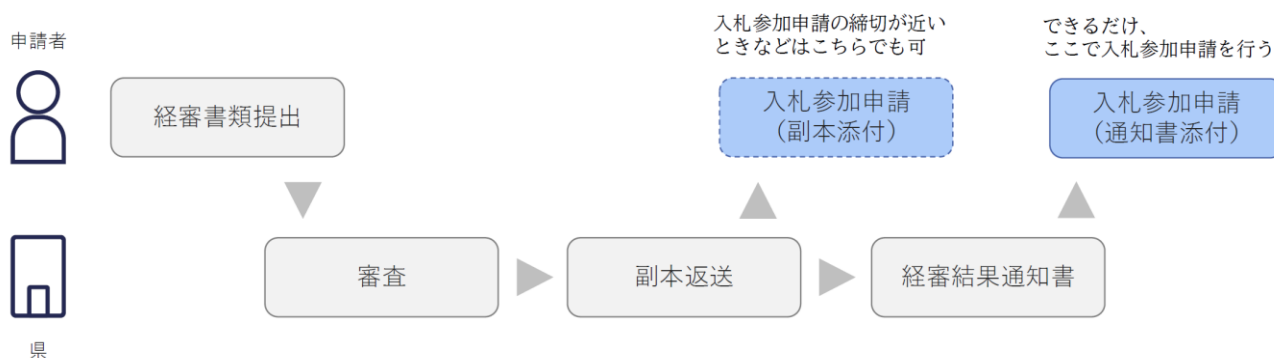 申請者
経審書類提出
入札参加申請の締切が近い
ときなどはこちらでも可
入札参加申請
（副本添付）
できるだけ、
ここで入札参加申請を行う
入札参加申請
（通知書添付）
審査
副本返送
経審結果通知書
県